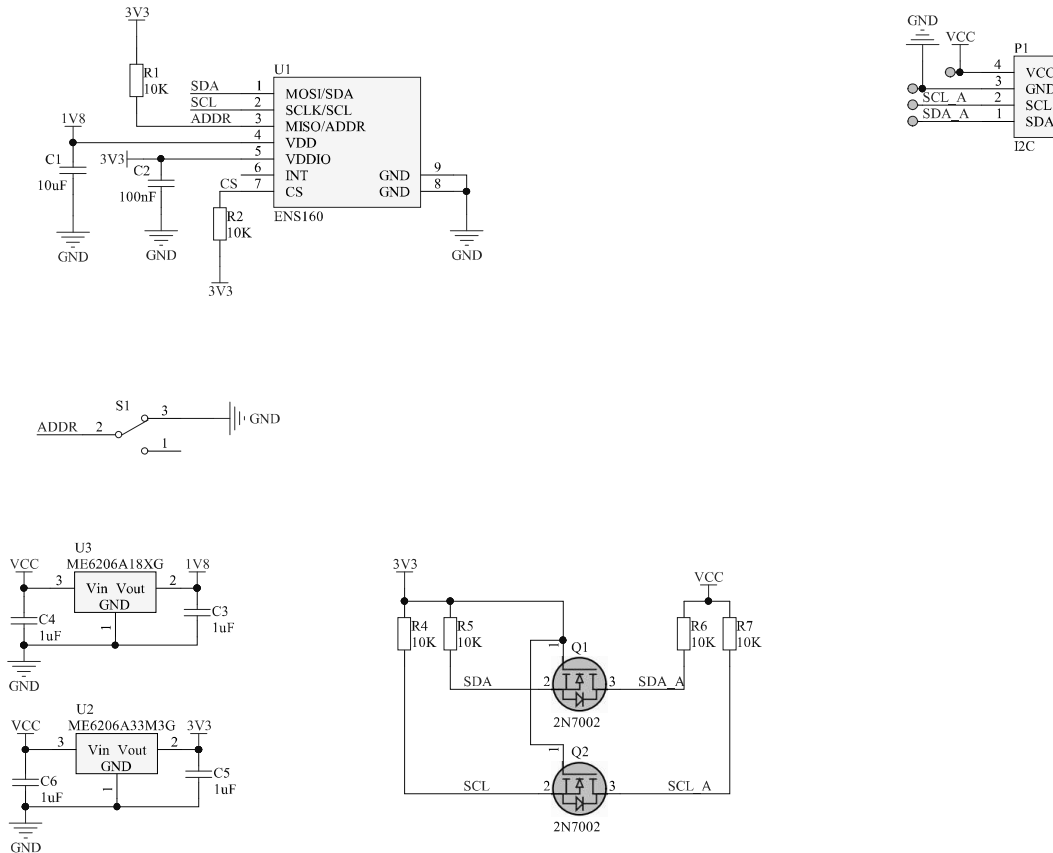 3V3
R1
10K
U1
SDA 1 MOSI/SDA
SCL 2 SCLK/SCL
ADDR 3 MISO/ADDR
1V8 4 VDD
3V3 5 VDDIO
6 INT GND 9
CS 7 CS GND 8
ENS160
C1
10uF
C2
100nF
R2
10K
GND
GND
GND
3V3
GND
VCC
P1
4 VCC
3 GND
SCL_A 2 SCL
SDA_A 1 SDA
I2C
S1
ADDR 2
3 GND
1
U3
ME6206A18XG
VCC 1V8
3 Vin Vout 2
GND
1
C4
1uF
C3
1uF
GND
U2
ME6206A33M3G
VCC 3V3
3 Vin Vout 2
GND
1
C6
1uF
C5
1uF
GND
3V3
VCC
R4
10K
R5
10K
R6
10K
R7
10K
1 Q1
SDA 2 3 SDA_A
2N7002
1 Q2
SCL 2 3 SCL_A
2N7002